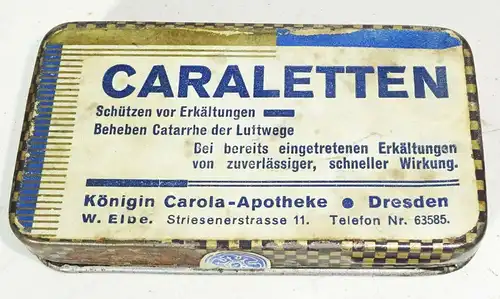 CARALETTEN
Schützen vor Erkältungen
Beheben Catarrhe der Luftwege
Bei bereits eingetretenen Erkältungen
von zuverlässiger, schneller Wirkung.
Königin Carola-Apotheke • Dresden
W. Elbe. Striesenerstrasse 11. Telefon Nr. 63585.